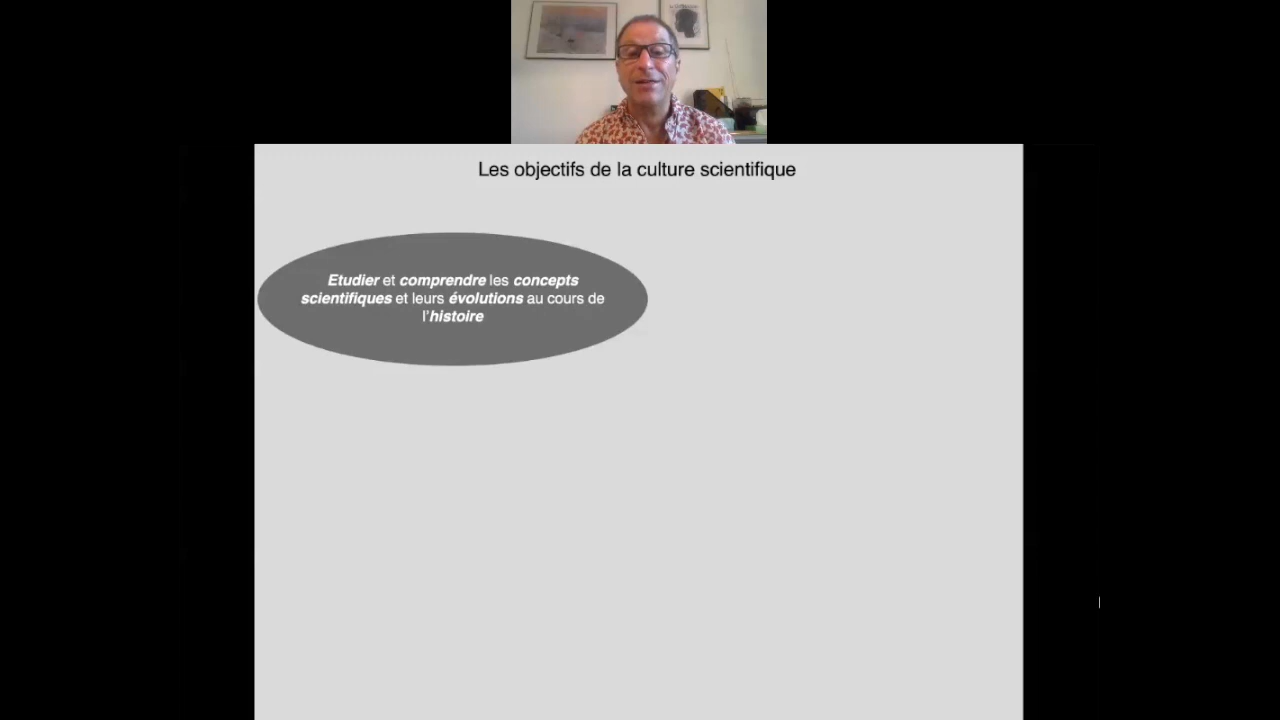 Les objectifs de la culture scientifique
Etudier et comprendre les concepts
scientifiques et leurs évolutions au cours de
l'histoire